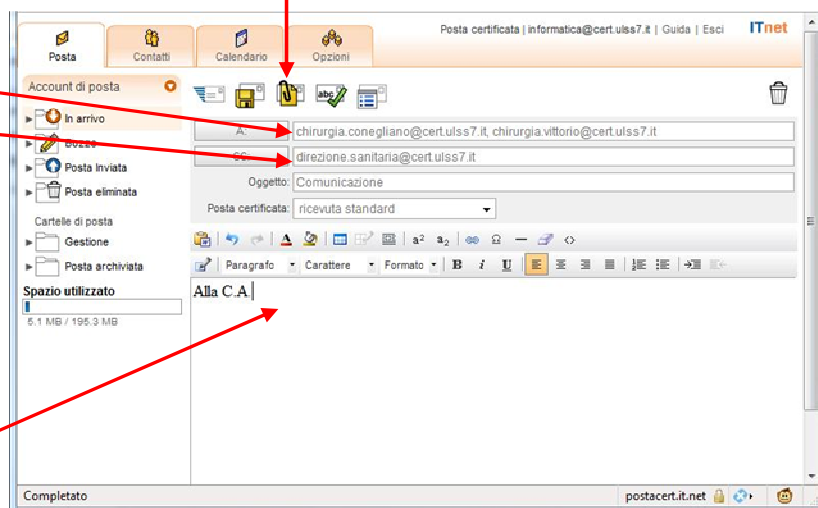 Posta certificata | informatica@cert.ulss7.it | Guida | Esci ITnet
Posta Contatti Calendario Opzioni
Account di posta
In arrivo
Bozze
Posta Inviata
Posta eliminata
Cartelle di posta
Gestione
Posta archiviata
Spazio utilizzato
5.1 MB / 195.3 MB
A: chirurgia.conegliano@cert.ulss7.it, chirurgia.vittorio@cert.ulss7.it
CC: direzione.sanitaria@cert.ulss7.it
Oggetto: Comunicazione
Posta certificata: ricevuta standard
Paragrafo Carattere Formato B i U
Alla C.A.
Completato postacert.it.net